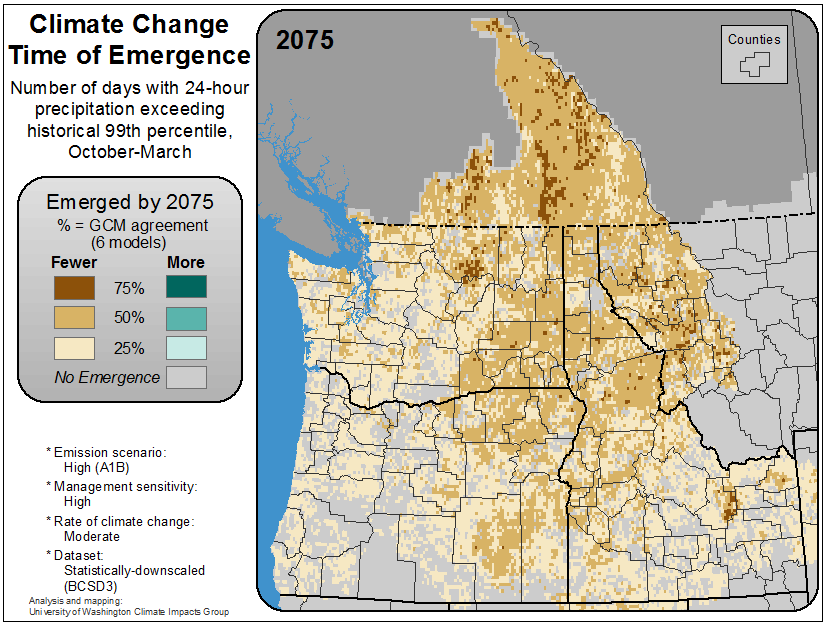 Climate Change
Time of Emergence
Number of days with 24-hour
precipitation exceeding
historical 99th percentile,
October-March
Emerged by 2075
% = GCM agreement
(6 models)
Fewer More
75%
50%
25%
No Emergence
* Emission scenario:
High (A1B)
* Management sensitivity:
High
* Rate of climate change:
Moderate
* Dataset:
Statistically-downscaled
(BCSD3)
Analysis and mapping:
University of Washington Climate Impacts Group
2075
Counties